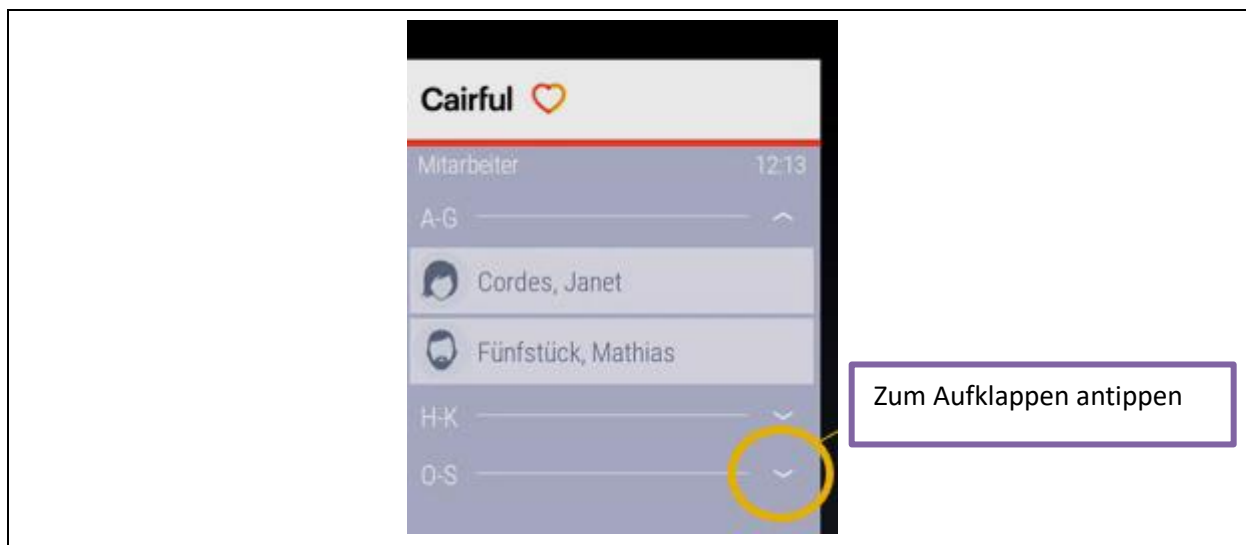 Cairful
Mitarbeiter 12:13
A-G
Cordes, Janet
Fünfstück, Mathias
H-K
O-S
Zum Aufklappen antippen